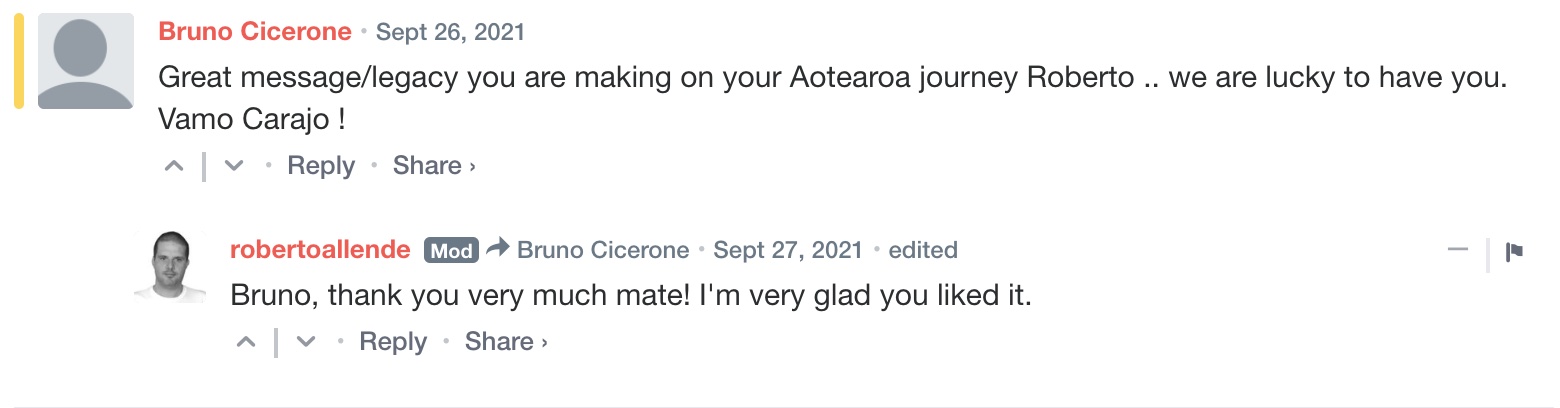 Bruno Cicerone • Sept 26, 2021
Great message/legacy you are making on your Aotearoa journey Roberto .. we are lucky to have you.
Vamo Carajo !
• Reply • Share ›
robertoallende Mod Bruno Cicerone • Sept 27, 2021 • edited
Bruno, thank you very much mate! I'm very glad you liked it.
• Reply • Share ›